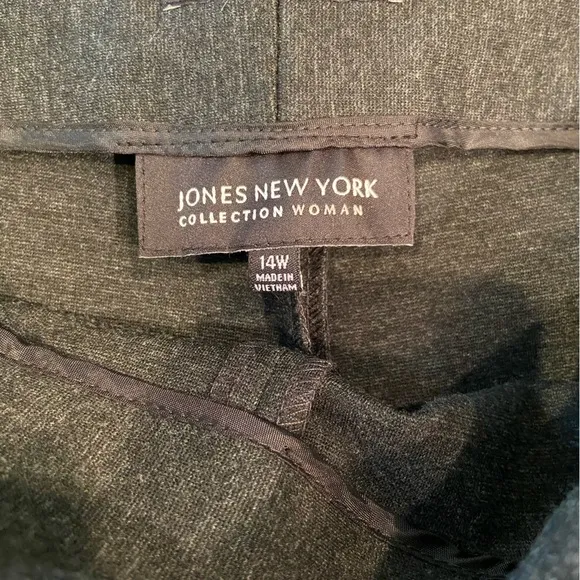 JONES NEW YORK
COLLECTION WOMAN
14W
MADE IN
VIETNAM